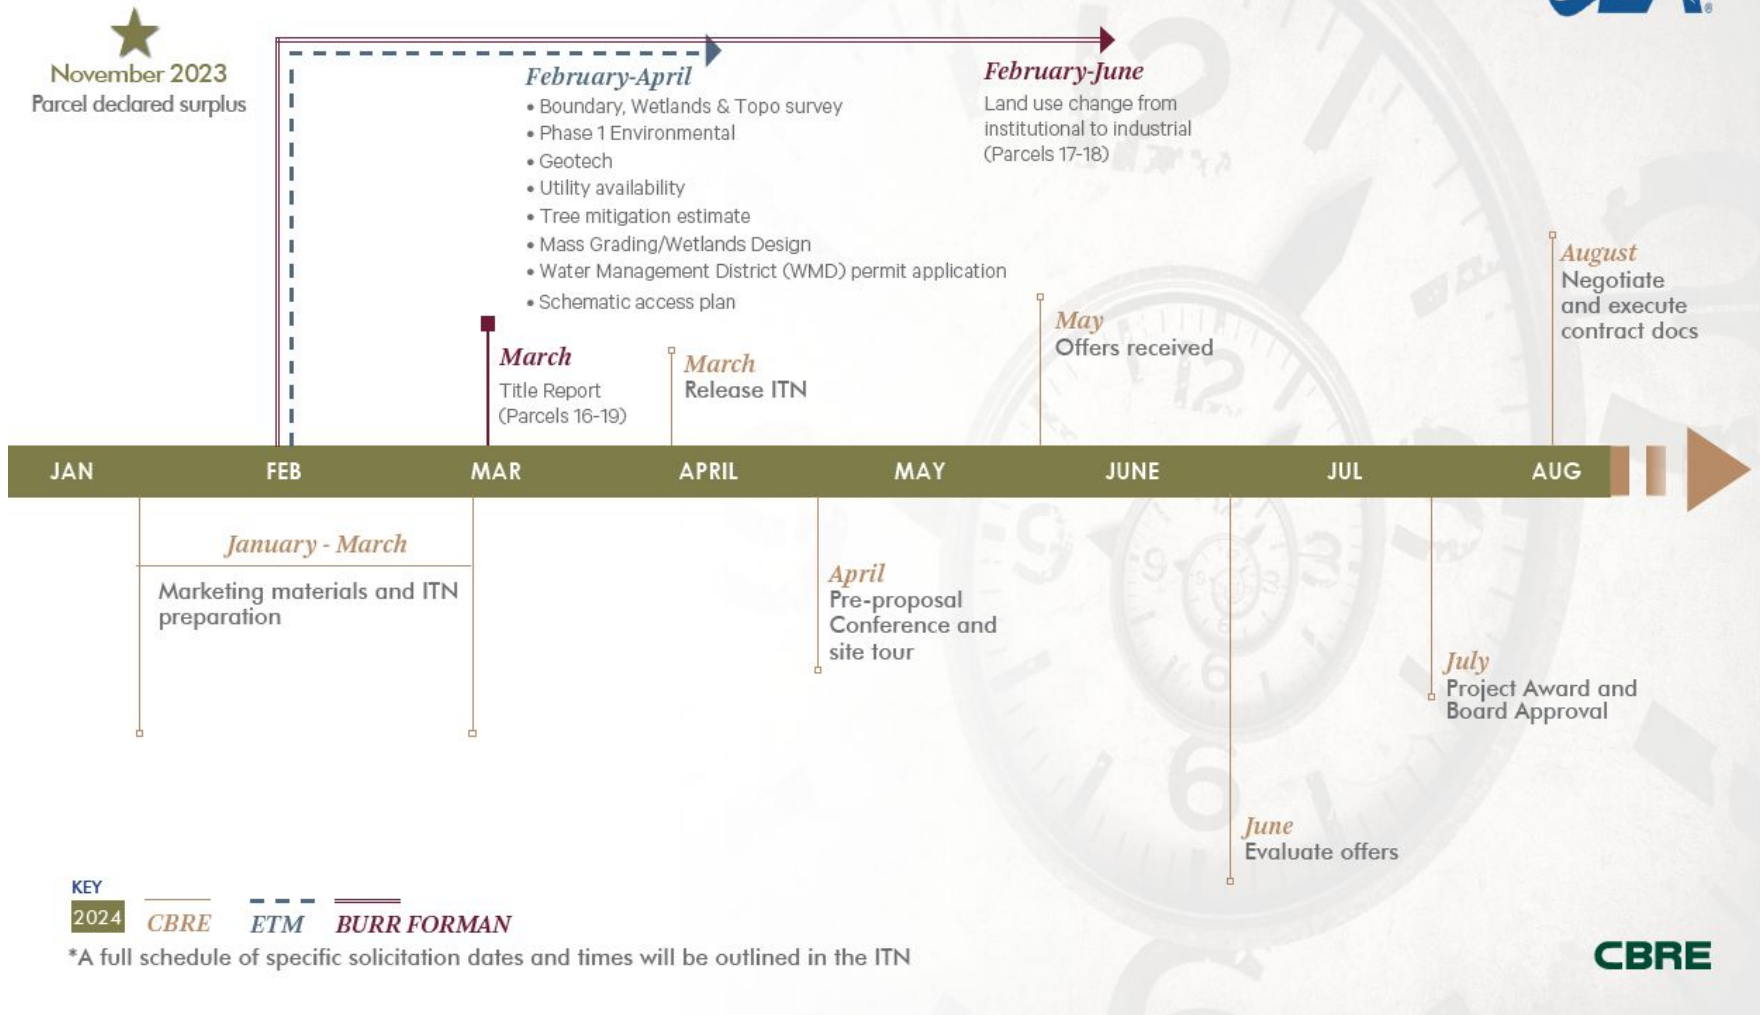 November 2023
Parcel declared surplus
February-April
• Boundary, Wetlands & Topo survey
• Phase 1 Environmental
• Geotech
• Utility availability
• Tree mitigation estimate
• Mass Grading/Wetlands Design
• Water Management District (WMD) permit application
• Schematic access plan
February-June
Land use change from
institutional to industrial
(Parcels 17-18)
March
Title Report
(Parcels 16-19)
March
Release ITN
May
Offers received
August
Negotiate
and execute
contract docs
JAN FEB MAR APRIL MAY JUNE JUL AUG
January - March
Marketing materials and ITN
preparation
April
Pre-proposal
Conference and
site tour
June
Evaluate offers
July
Project Award and
Board Approval
KEY
2024 CBRE ETM BURR FORMAN
*A full schedule of specific solicitation dates and times will be outlined in the ITN
CBRE